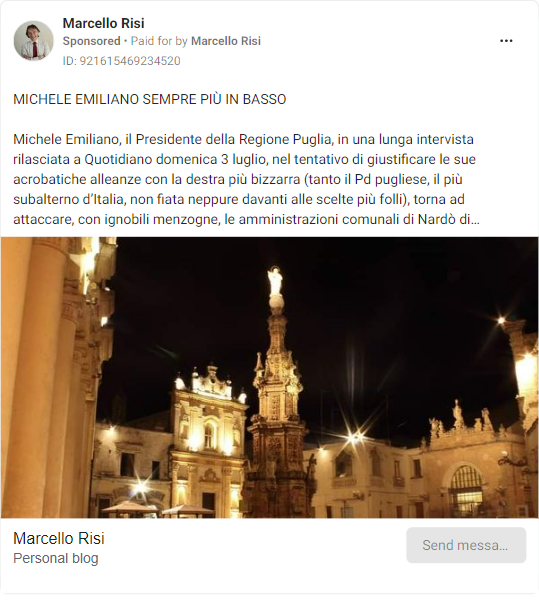 Marcello Risi
Sponsored • Paid for by Marcello Risi
ID: 921615469234520
MICHELE EMILIANO SEMPRE PIÙ IN BASSO
Michele Emiliano, il Presidente della Regione Puglia, in una lunga intervista
rilasciata a Quotidiano domenica 3 luglio, nel tentativo di giustificare le sue
acrobatiche alleanze con la destra più bizzarra (tanto il Pd pugliese, il più
subalterno d'Italia, non fiata neppure davanti alle scelte più folli), torna ad
attaccare, con ignobili menzogne, le amministrazioni comunali di Nardò di...
Marcello Risi
Personal blog
Send messa...